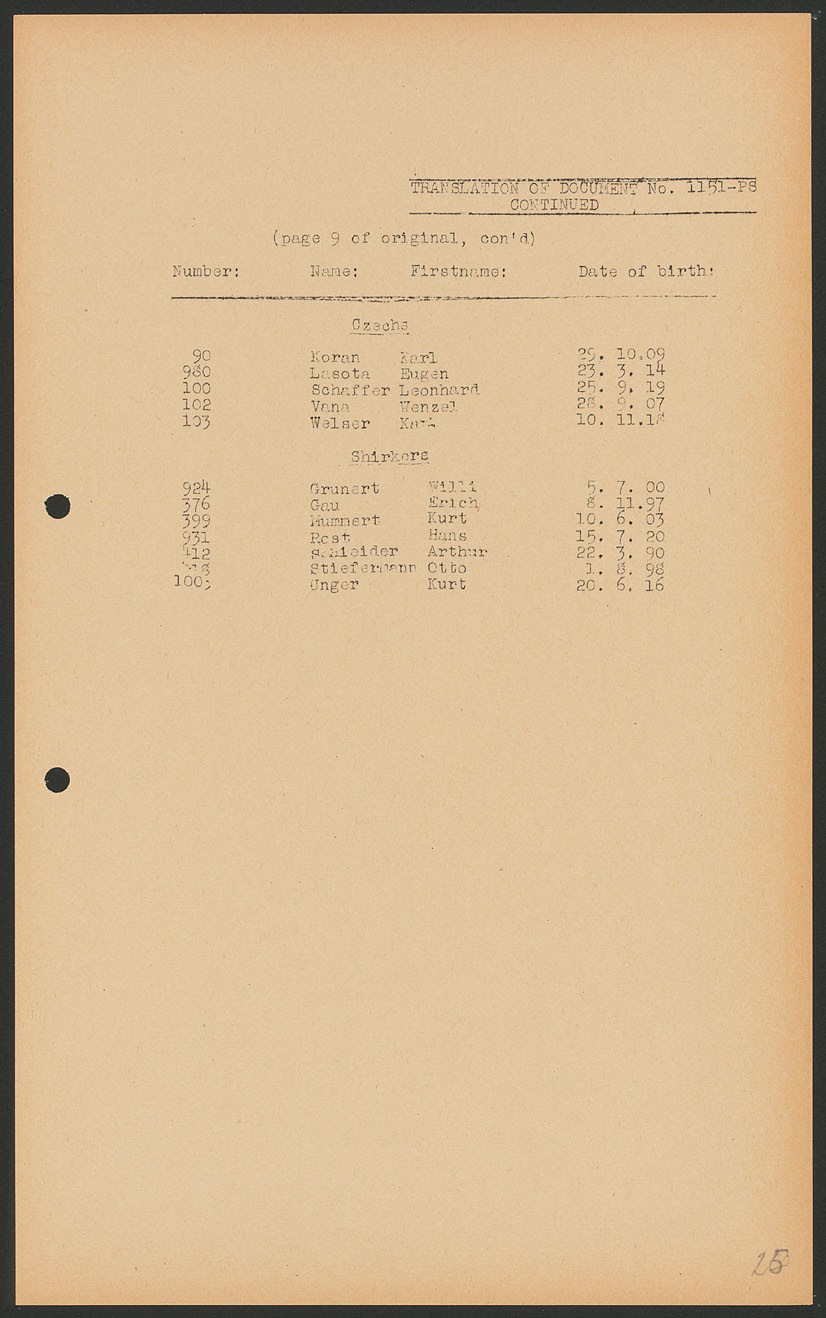 TRANSLATION OF DOCUMENT No. 1151-PS
CONTINUED
(page 9 of original, con'd)
Number: Name: Firstname: Date of birth:
Czechs
90 Koran Karl 29. 10.09
980 Lasota Eugen 23. 3. 14
100 Schaffer Leonhard 25. 9. 19
102 Vana Wenzel 28. 9. 07
103 Welser 10. 11.18
Shirkers
924 Grunert Willi 5. 7. 00
376 Gau Erich 8. 11.97
399 Mummert Kurt 10. 6. 03
931 Rost Hans 15. 7. 20
412 Arthur 22. 3. 90
Stiefermann Otto 1. 8. 98
Unger Kurt 20. 6. 16
25